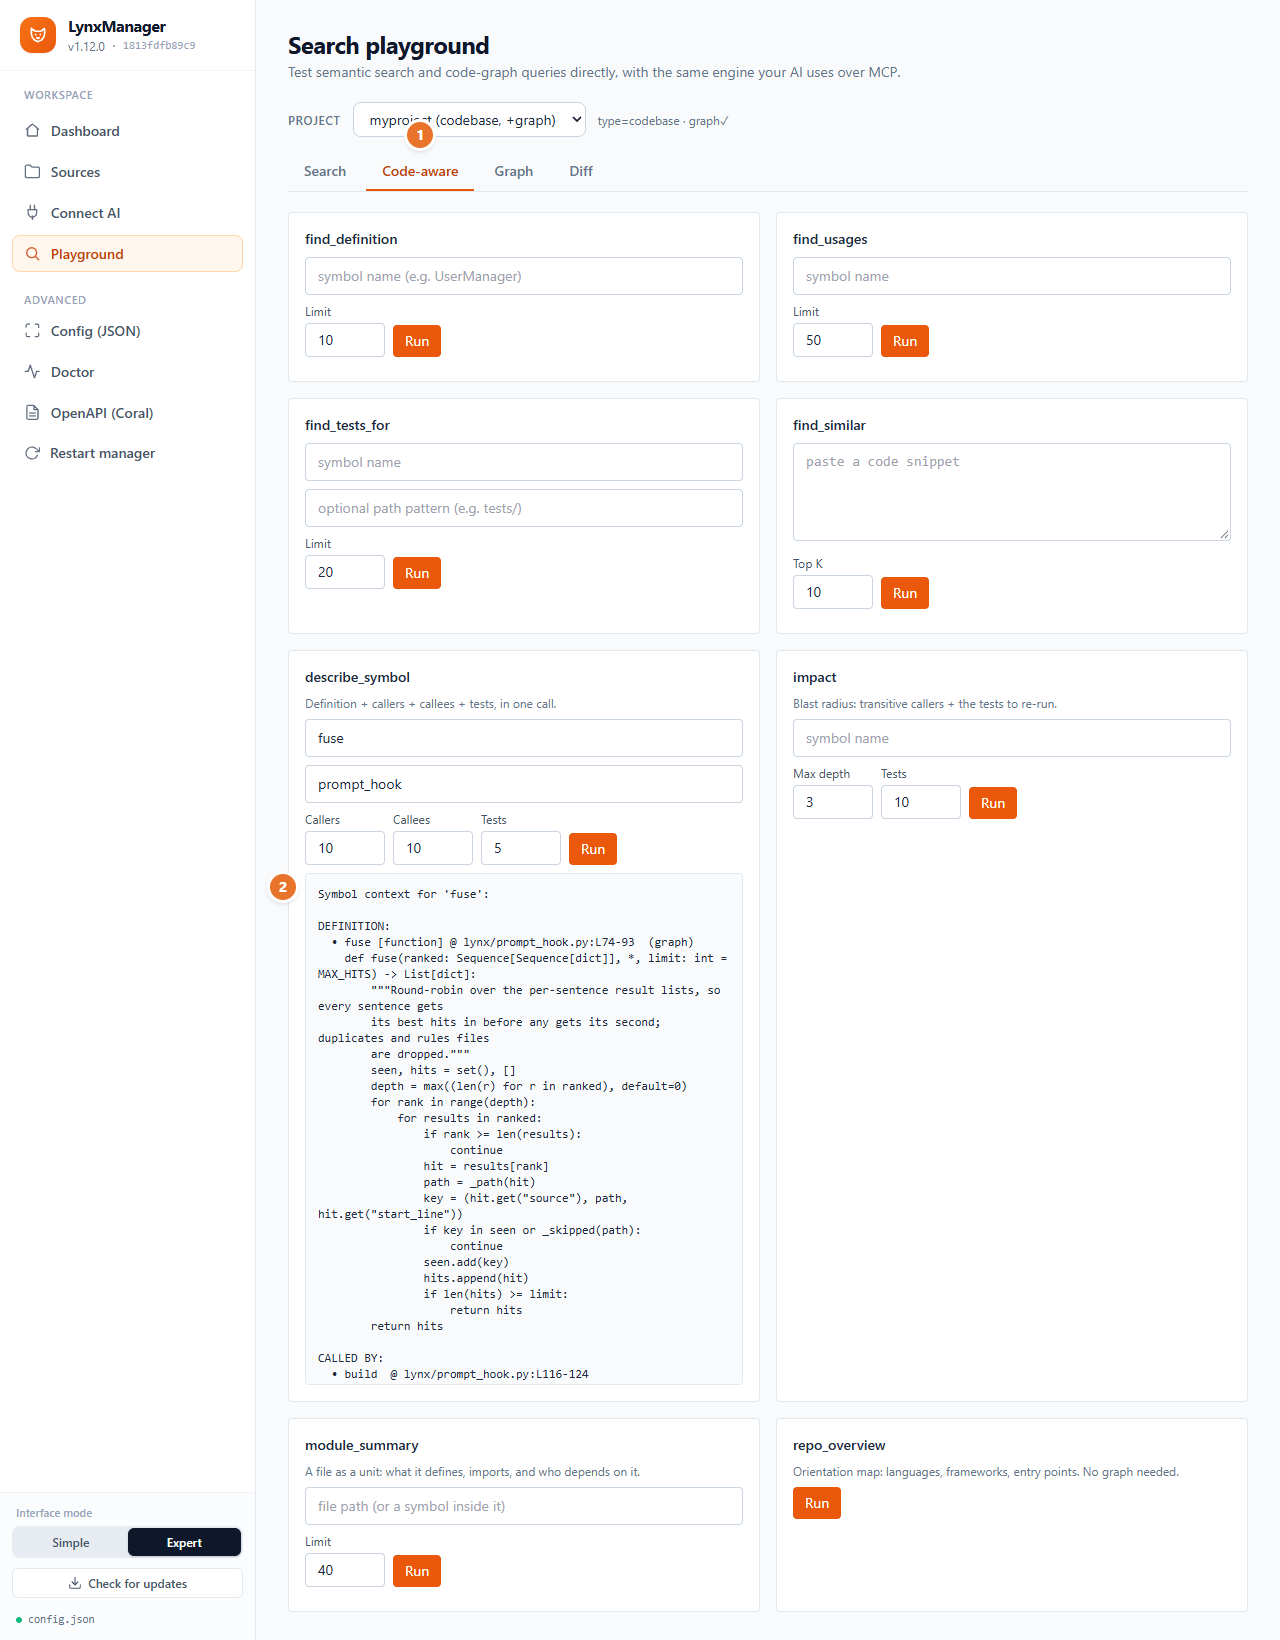 LynxManager
v1.12.0 · 1813fdfb89c9
WORKSPACE
Dashboard
Sources
Connect AI
Playground
ADVANCED
Config (JSON)
Doctor
OpenAPI (Coral)
Restart manager
Interface mode
Simple
Expert
Check for updates
config.json
Search playground
Test semantic search and code-graph queries directly, with the same engine your AI uses over MCP.
PROJECT
myproject (codebase, +graph)
type=codebase · graph✓
1
Search
Code-aware
Graph
Diff
find_definition
symbol name (e.g. UserManager)
Limit
10
Run
find_usages
symbol name
Limit
50
Run
find_tests_for
symbol name
optional path pattern (e.g. tests/)
Limit
20
Run
find_similar
paste a code snippet
Top K
10
Run
describe_symbol
Definition + callers + callees + tests, in one call.
fuse
prompt_hook
Callers
Callees
Tests
10
10
5
Run
2
Symbol context for 'fuse':
DEFINITION:
• fuse [function] @ lynx/prompt_hook.py:L74-93  (graph)
def fuse(ranked: Sequence[Sequence[dict]], *, limit: int =
MAX_HITS) -> List[dict]:
"""Round-robin over the per-sentence result lists, so
every sentence gets
its best hits in before any gets its second;
duplicates and rules files
are dropped."""
seen, hits = set(), []
depth = max((len(r) for r in ranked), default=0)
for rank in range(depth):
for results in ranked:
if rank >= len(results):
continue
hit = results[rank]
path = _path(hit)
key = (hit.get("source"), path,
hit.get("start_line"))
if key in seen or _skipped(path):
continue
seen.add(key)
hits.append(hit)
if len(hits) >= limit:
return hits
return hits
CALLED BY:
• build  @ lynx/prompt_hook.py:L116-124
impact
Blast radius: transitive callers + the tests to re-run.
symbol name
Max depth
Tests
3
10
Run
module_summary
A file as a unit: what it defines, imports, and who depends on it.
file path (or a symbol inside it)
Limit
40
Run
repo_overview
Orientation map: languages, frameworks, entry points. No graph needed.
Run